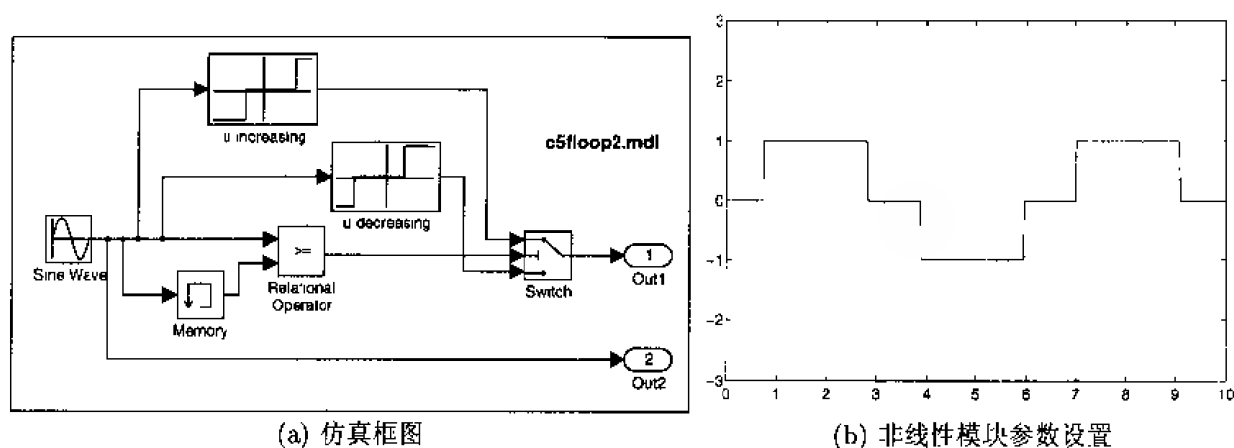 u increasing
c5floop2.mdl
u decreasing
Sine Wave
>=
Relational
Operator
Memory
Switch
1
Out1
2
Out2
(a) 仿真框图
3
2
1
0
-1
-2
-3
0 1 2 3 4 5 6 7 8 9 10
(b) 非线性模块参数设置